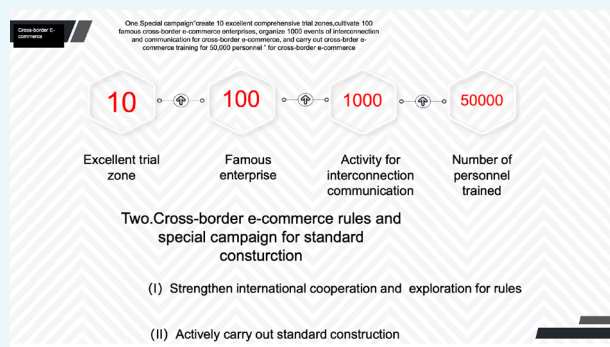 Cross-border E-
commerce
One.Special campaign"create 10 excellent comprehensive trial zones,cultivate 100
famous cross-border e-commerce enterprises, organize 1000 events of interconnection
and communication for cross-border e-commerce, and carry out cross-brder e-
commerce training for 50,000 personnel " for cross-border e-commerce
10
100
1000
50000
Excellent trial
zone
Famous
enterprise
Activity for
interconnection
communication
Number of
personnel
trained
Two.Cross-border e-commerce rules and
special campaign for standard
consturction
(I) Strengthen international cooperation and exploration for rules
(II) Actively carry out standard construction